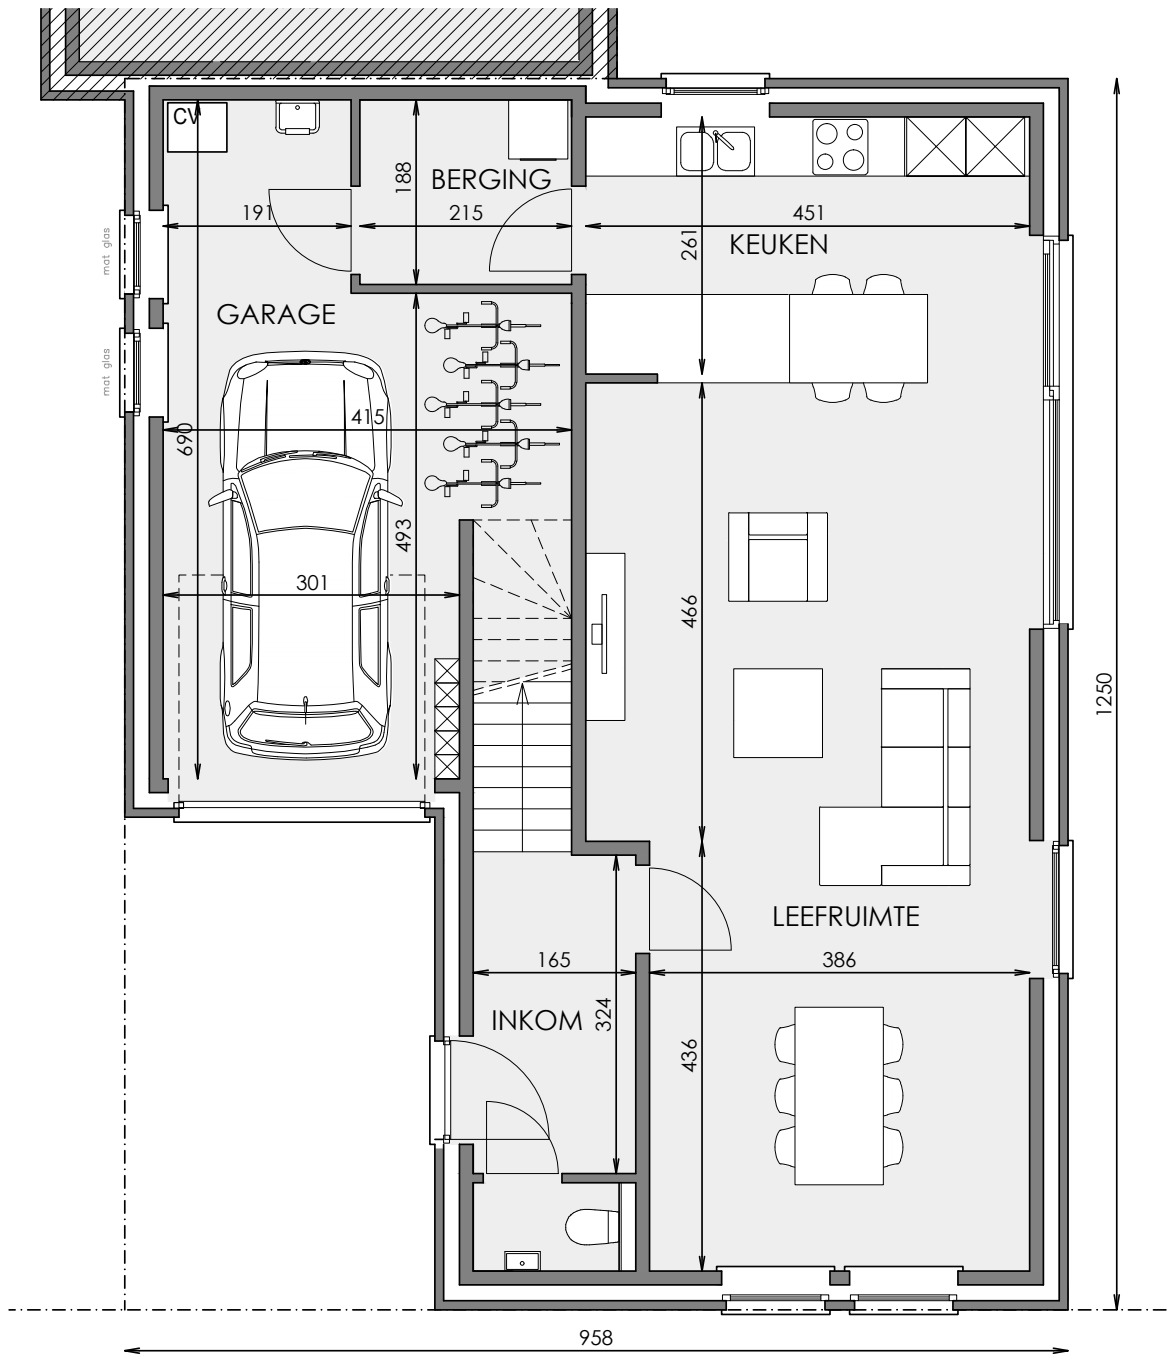 CV
188
BERGING
191
215
451
261
KEUKEN
mat glas
GARAGE
mat glas
415
690
493
301
466
1250
LEEFRUIMTE
165
386
INKOM
324
436
958